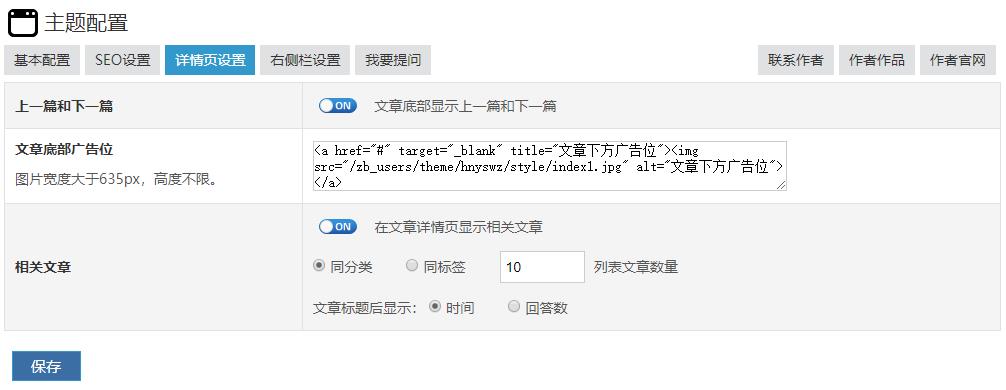 主题配置
基本配置 SEO设置 详情页设置 右侧栏设置 我要提问 联系作者 作者作品 作者官网
上一篇和下一篇 ON 文章底部显示上一篇和下一篇
文章底部广告位
图片宽度大于635px，高度不限。
<a href="#" target="_blank" title="文章下方广告位"><img
src="/zb_users/theme/hnyswz/style/index1.jpg" alt="文章下方广告位">
</a>
相关文章
ON 在文章详情页显示相关文章
同分类 同标签 10 列表文章数量
文章标题后显示： 时间 回答数
保存